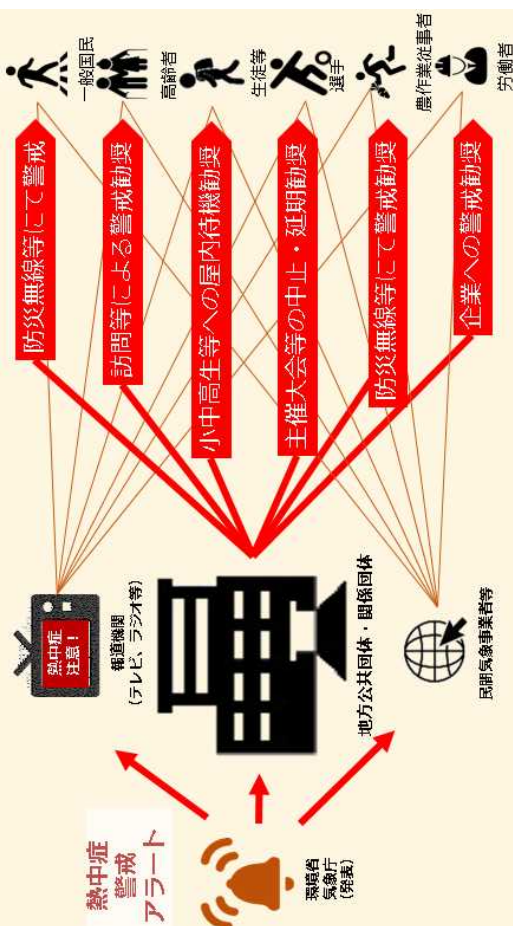 熱中症
警戒
アラート
環境省
気象庁
(発表)
熱中症
注意！
報道機関
(テレビ、ラジオ等)
地方公共団体・関係団体
民間気象事業者等
防災無線等にて警戒
訪問等による警戒勧奨
小中高生等への屋内待機勧奨
主催大会等の中止・延期勧奨
防災無線等にて警戒勧奨
企業への警戒勧奨
一般国民
高齢者
生徒等
選手
農作業従事者
労働者